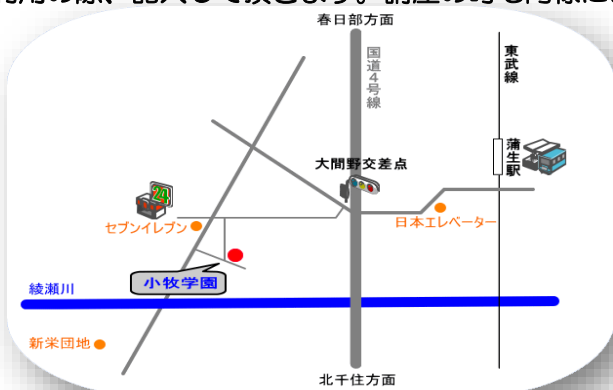 春日部方面
国道4号線
東武線
蒲生駅
大間野交差点
24
セブンイレブン
日本エレベーター
小牧学園
綾瀬川
新栄団地
北千住方面